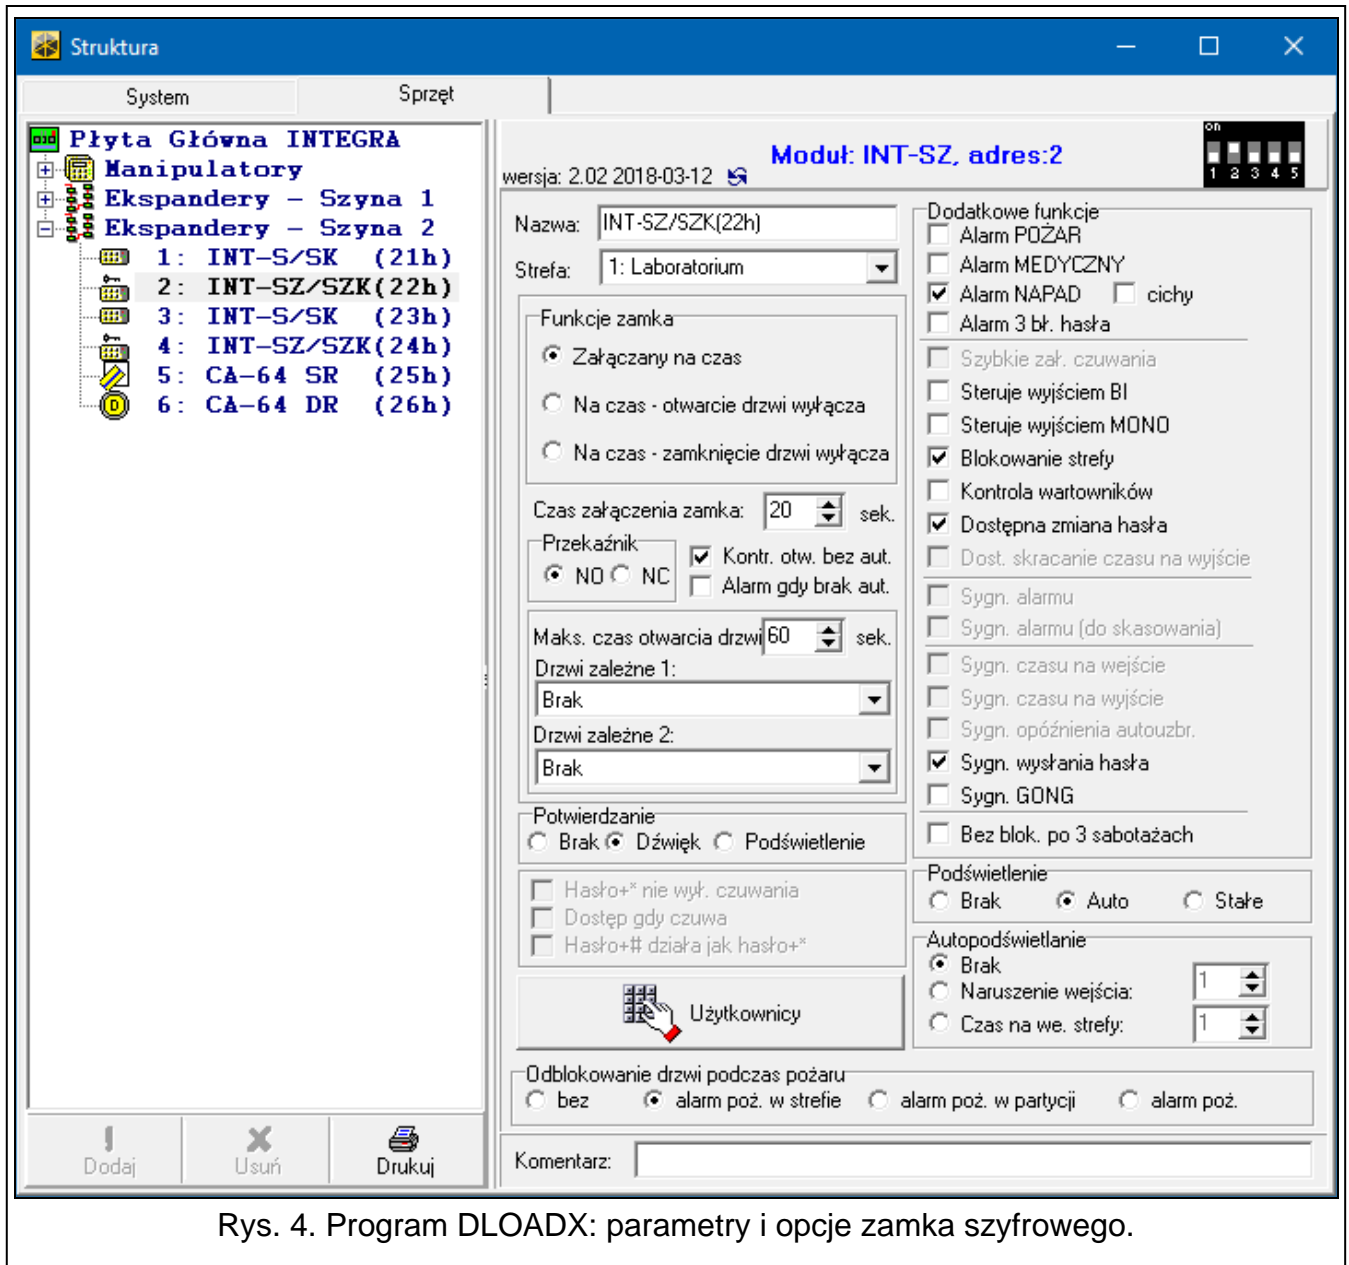 Struktura
System
Sprzęt
Płyta Główna INTEGRA
Manipulatory
Ekspandery - Szyna 1
Ekspandery - Szyna 2
1: INT-S/SK (21h)
2: INT-SZ/SZK(22h)
3: INT-S/SK (23h)
4: INT-SZ/SZK(24h)
5: CA-64 SR (25h)
6: CA-64 DR (26h)
Dodaj
Usuń
Drukuj
Moduł: INT-SZ, adres:2
wersja: 2.02 2018-03-12
on
1 2 3 4 5
Nazwa: INT-SZ/SZK(22h)
Strefa: 1: Laboratorium
Funkcje zamka
Załączany na czas
Na czas - otwarcie drzwi wyłącza
Na czas - zamknięcie drzwi wyłącza
Czas załączenia zamka: 20 sek.
Przekaźnik
NO NC
Kontr. otw. bez aut.
Alarm gdy brak aut.
Maks. czas otwarcia drzwi 60 sek.
Drzwi zależne 1:
Brak
Drzwi zależne 2:
Brak
Potwierdzanie
Brak Dźwięk Podświetlenie
Hasło+* nie wył. czuwania
Dostęp gdy czuwa
Hasło+# działa jak hasło+*
Użytkownicy
Dodatkowe funkcje
Alarm POŻAR
Alarm MEDYCZNY
Alarm NAPAD cichy
Alarm 3 bł. hasła
Szybkie zał. czuwania
Steruje wyjściem BI
Steruje wyjściem MONO
Blokowanie strefy
Kontrola wartowników
Dostępna zmiana hasła
Dost. skracanie czasu na wyjście
Sygn. alarmu
Sygn. alarmu (do skasowania)
Sygn. czasu na wejście
Sygn. czasu na wyjście
Sygn. opóźnienia autouzbr.
Sygn. wysłania hasła
Sygn. GONG
Bez blok. po 3 sabotażach
Podświetlenie
Brak Auto Stałe
Autopodświetlanie
Brak
Naruszenie wejścia: 1
Czas na we. strefy: 1
Odblokowanie drzwi podczas pożaru
bez alarm poż. w strefie alarm poż. w partycji alarm poż.
Komentarz:
Rys. 4. Program DLOADX: parametry i opcje zamka szyfrowego.